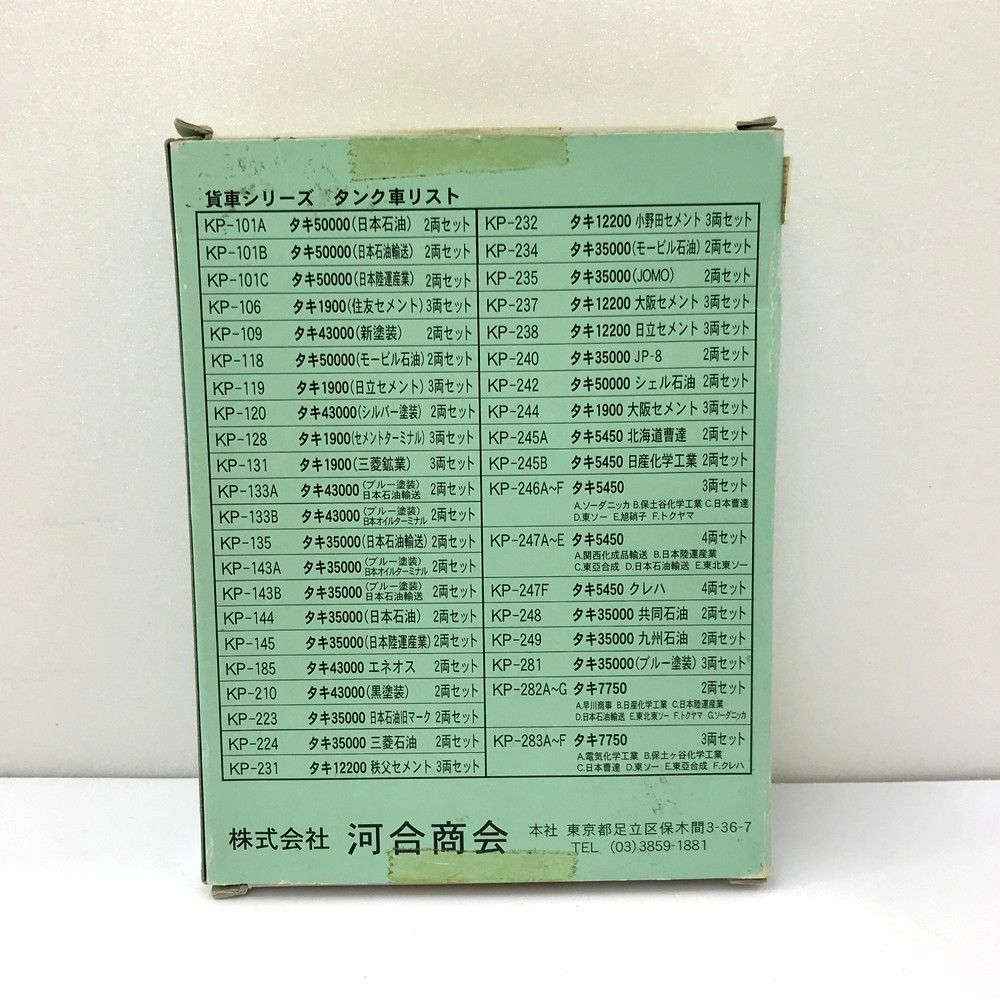 貨車シリーズ タンク車リスト
KP-101A タキ50000(日本石油) 2両セット
KP-101B タキ50000(日本石油輸送) 2両セット
KP-101C タキ50000(日本陸運産業) 2両セット
KP-106 タキ1900(住友セメント) 3両セット
KP-109 タキ43000(新塗装) 2両セット
KP-118 タキ50000(モービル石油) 2両セット
KP-119 タキ1900(日立セメント) 3両セット
KP-120 タキ43000(シルバー塗装) 2両セット
KP-128 タキ1900(セメントターミナル) 3両セット
KP-131 タキ1900(三菱鉱業) 3両セット
KP-133A タキ43000 (ブルー塗装) 日本石油輸送 2両セット
KP-133B タキ43000 (ブルー塗装) 日本オイルターミナル 2両セット
KP-135 タキ35000(日本石油輸送) 2両セット
KP-143A タキ35000 (ブルー塗装) 日本オイルターミナル 2両セット
KP-143B タキ35000 (ブルー塗装) 日本石油輸送 2両セット
KP-144 タキ35000(日本石油) 2両セット
KP-145 タキ35000(日本陸運産業) 2両セット
KP-185 タキ43000 エネオス 2両セット
KP-210 タキ43000(黒塗装) 2両セット
KP-223 タキ35000 日本石油旧マーク 2両セット
KP-224 タキ35000 三菱石油 2両セット
KP-231 タキ12200 秩父セメント 3両セット
KP-232 タキ12200 小野田セメント 3両セット
KP-234 タキ35000(モービル石油) 2両セット
KP-235 タキ35000(JOMO) 2両セット
KP-237 タキ12200 大阪セメント 3両セット
KP-238 タキ12200 日立セメント 3両セット
KP-240 タキ35000 JP-8 2両セット
KP-242 タキ50000 シェル石油 2両セット
KP-244 タキ1900 大阪セメント 3両セット
KP-245A タキ5450 北海道曹達 2両セット
KP-245B タキ5450 日産化学工業 2両セット
KP-246A~F タキ5450 3両セット
A.ソーダニッカ B.保土谷化学工業 C.日本曹達
D.東ソー E.旭硝子 F.トクヤマ
KP-247A~E タキ5450 4両セット
A.関西化成品輸送 B.日本陸運産業
C.東亞合成 D.日本石油輸送 E.東北東ソー
KP-247F タキ5450 クレハ 4両セット
KP-248 タキ35000 共同石油 2両セット
KP-249 タキ35000 九州石油 2両セット
KP-281 タキ35000(ブルー塗装) 3両セット
KP-282A~G タキ7750 2両セット
A.早川商事 B.日産化学工業 C.日本陸運産業
D.日本石油輸送 E.東北東ソー F.トクヤマ G.ソーダニッカ
KP-283A~F タキ7750 3両セット
A.電気化学工業 B.保土ヶ谷化学工業
C.日本曹達 D.東ソー E.東亞合成 F.クレハ
株式会社 河合商会 本社 東京都足立区保木間3-36-7
TEL (03)3859-1881